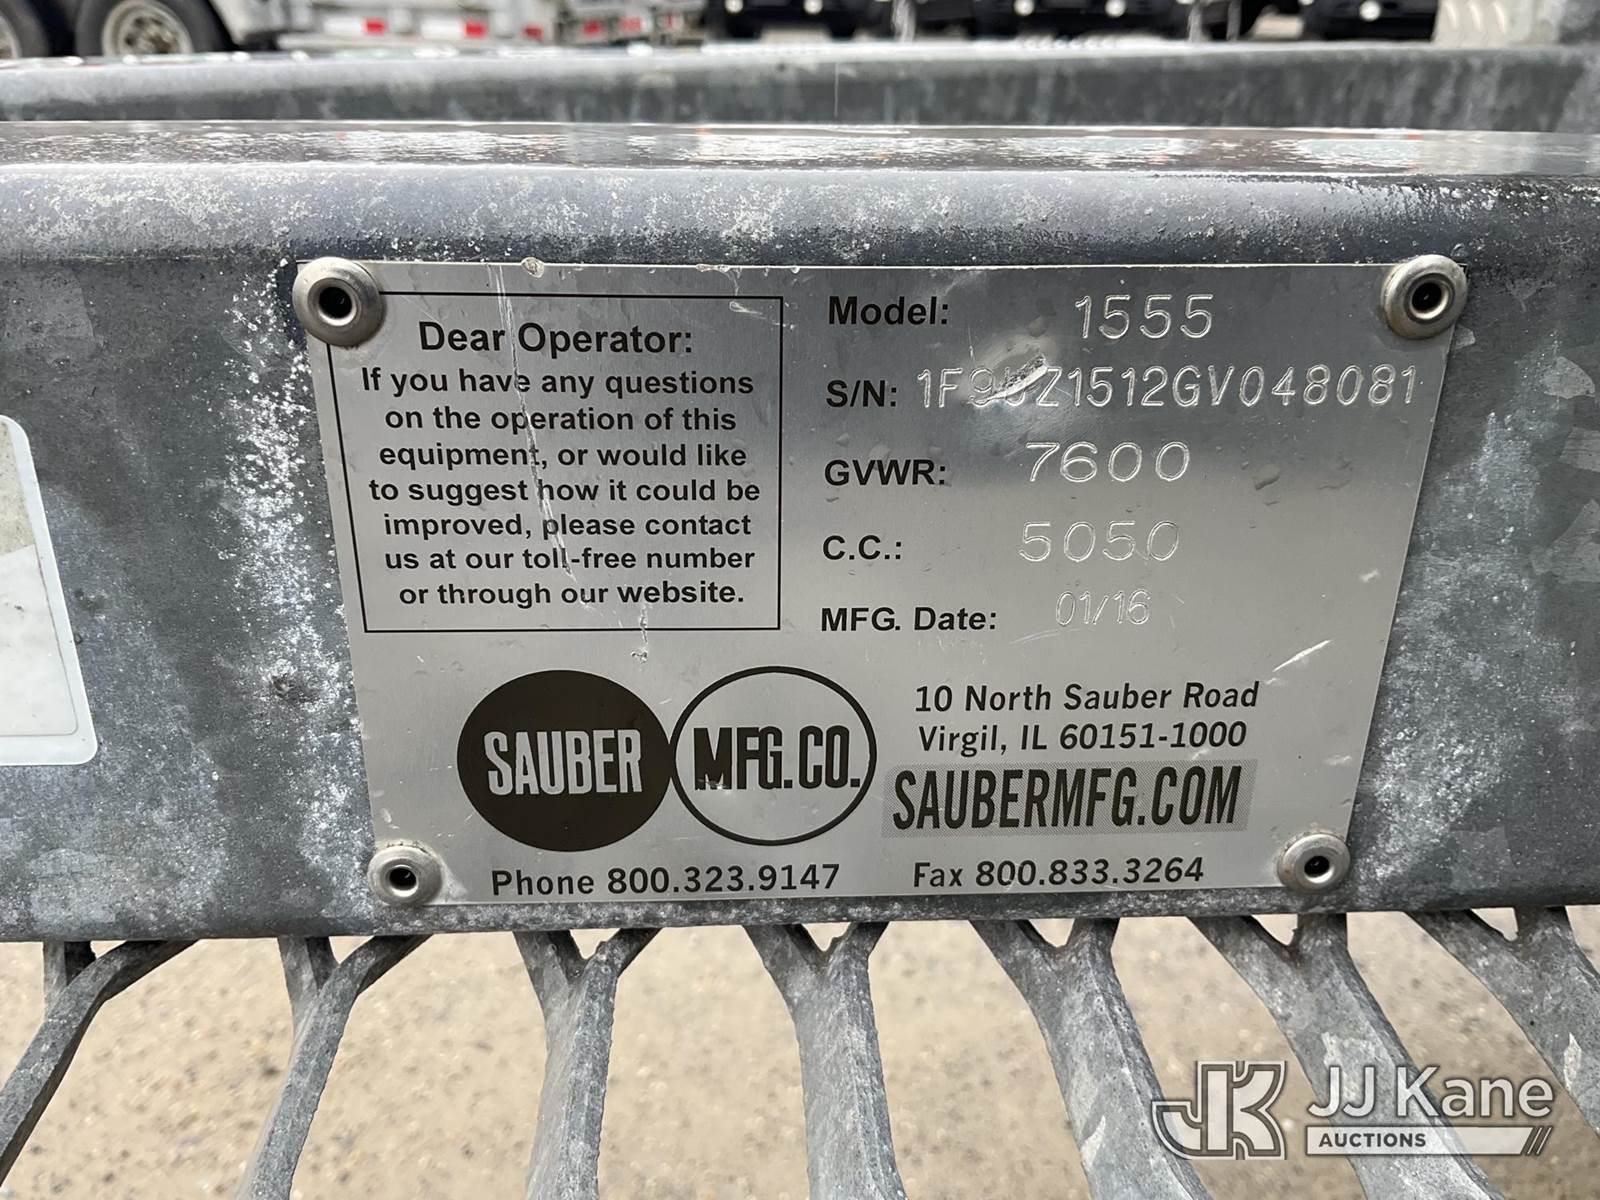 Dear Operator:
If you have any questions
on the operation of this
equipment, or would like
to suggest how it could be
improved, please contact
us at our toll-free number
or through our website.
Model: 1555
S/N:
GVWR: 7600
C.C.: 5050
MFG. Date: 01/16
SAUBER MFG.CO.
10 North Sauber Road
Virgil, IL 60151-1000
SAUBERMFG.COM
Phone 800.323.9147
Fax 800.833.3264
JK JJ Kane
AUCTIONS